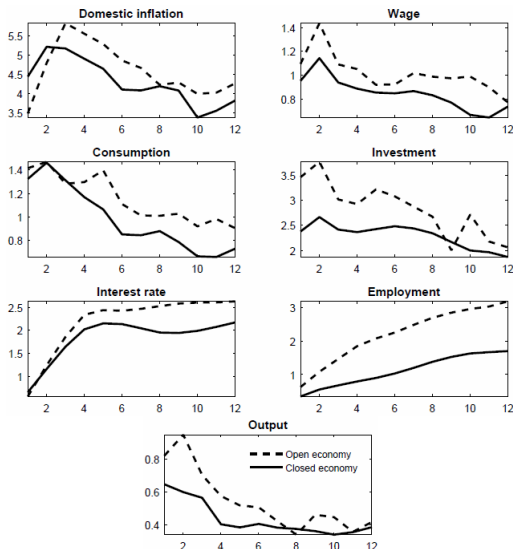 Domestic inflation
5.5
5
4.5
4
3.5
2 4 6 8 10 12
Wage
1.4
1.2
1
0.8
2 4 6 8 10 12
Consumption
1.4
1.2
1
0.8
2 4 6 8 10 12
Investment
3.5
3
2.5
2
2 4 6 8 10 12
Interest rate
2.5
2
1.5
1
2 4 6 8 10 12
Employment
3
2
1
2 4 6 8 10 12
Output
0.8
0.6
0.4
2 4 6 8 10 12
Open economy
Closed economy